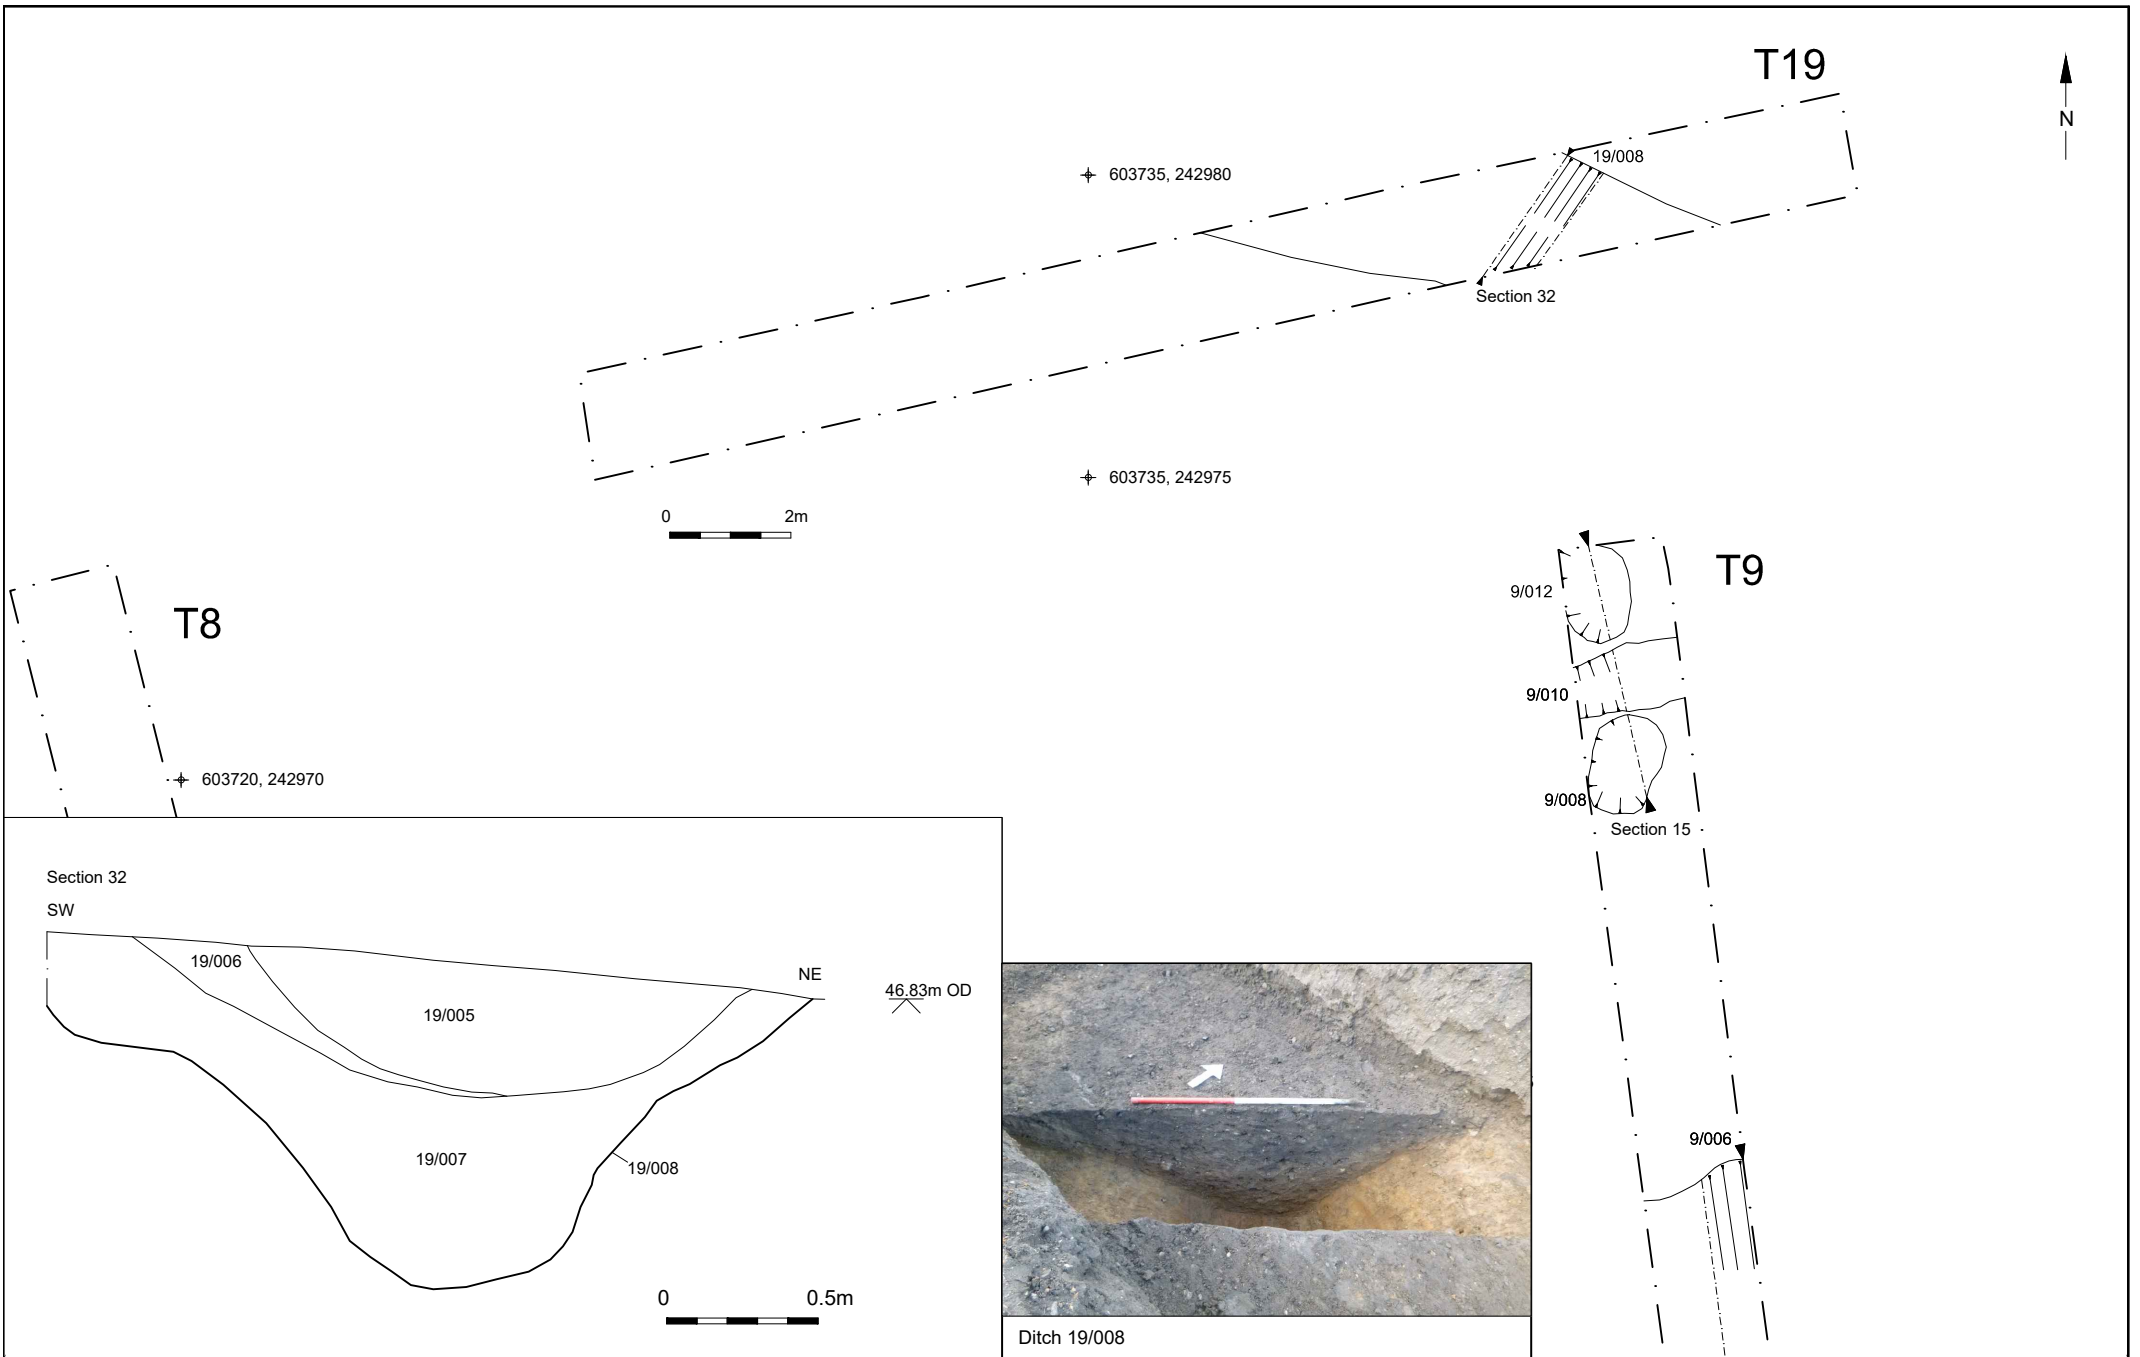 T19
N
19/008
603735, 242980
Section 32
603735, 242975
0 2m
T9
9/012
T8
9/010
603720, 242970
9/008
Section 15
Section 32
SW
19/006
NE
46.83m OD
19/005
9/006
19/007
19/008
0 0.5m
Ditch 19/008